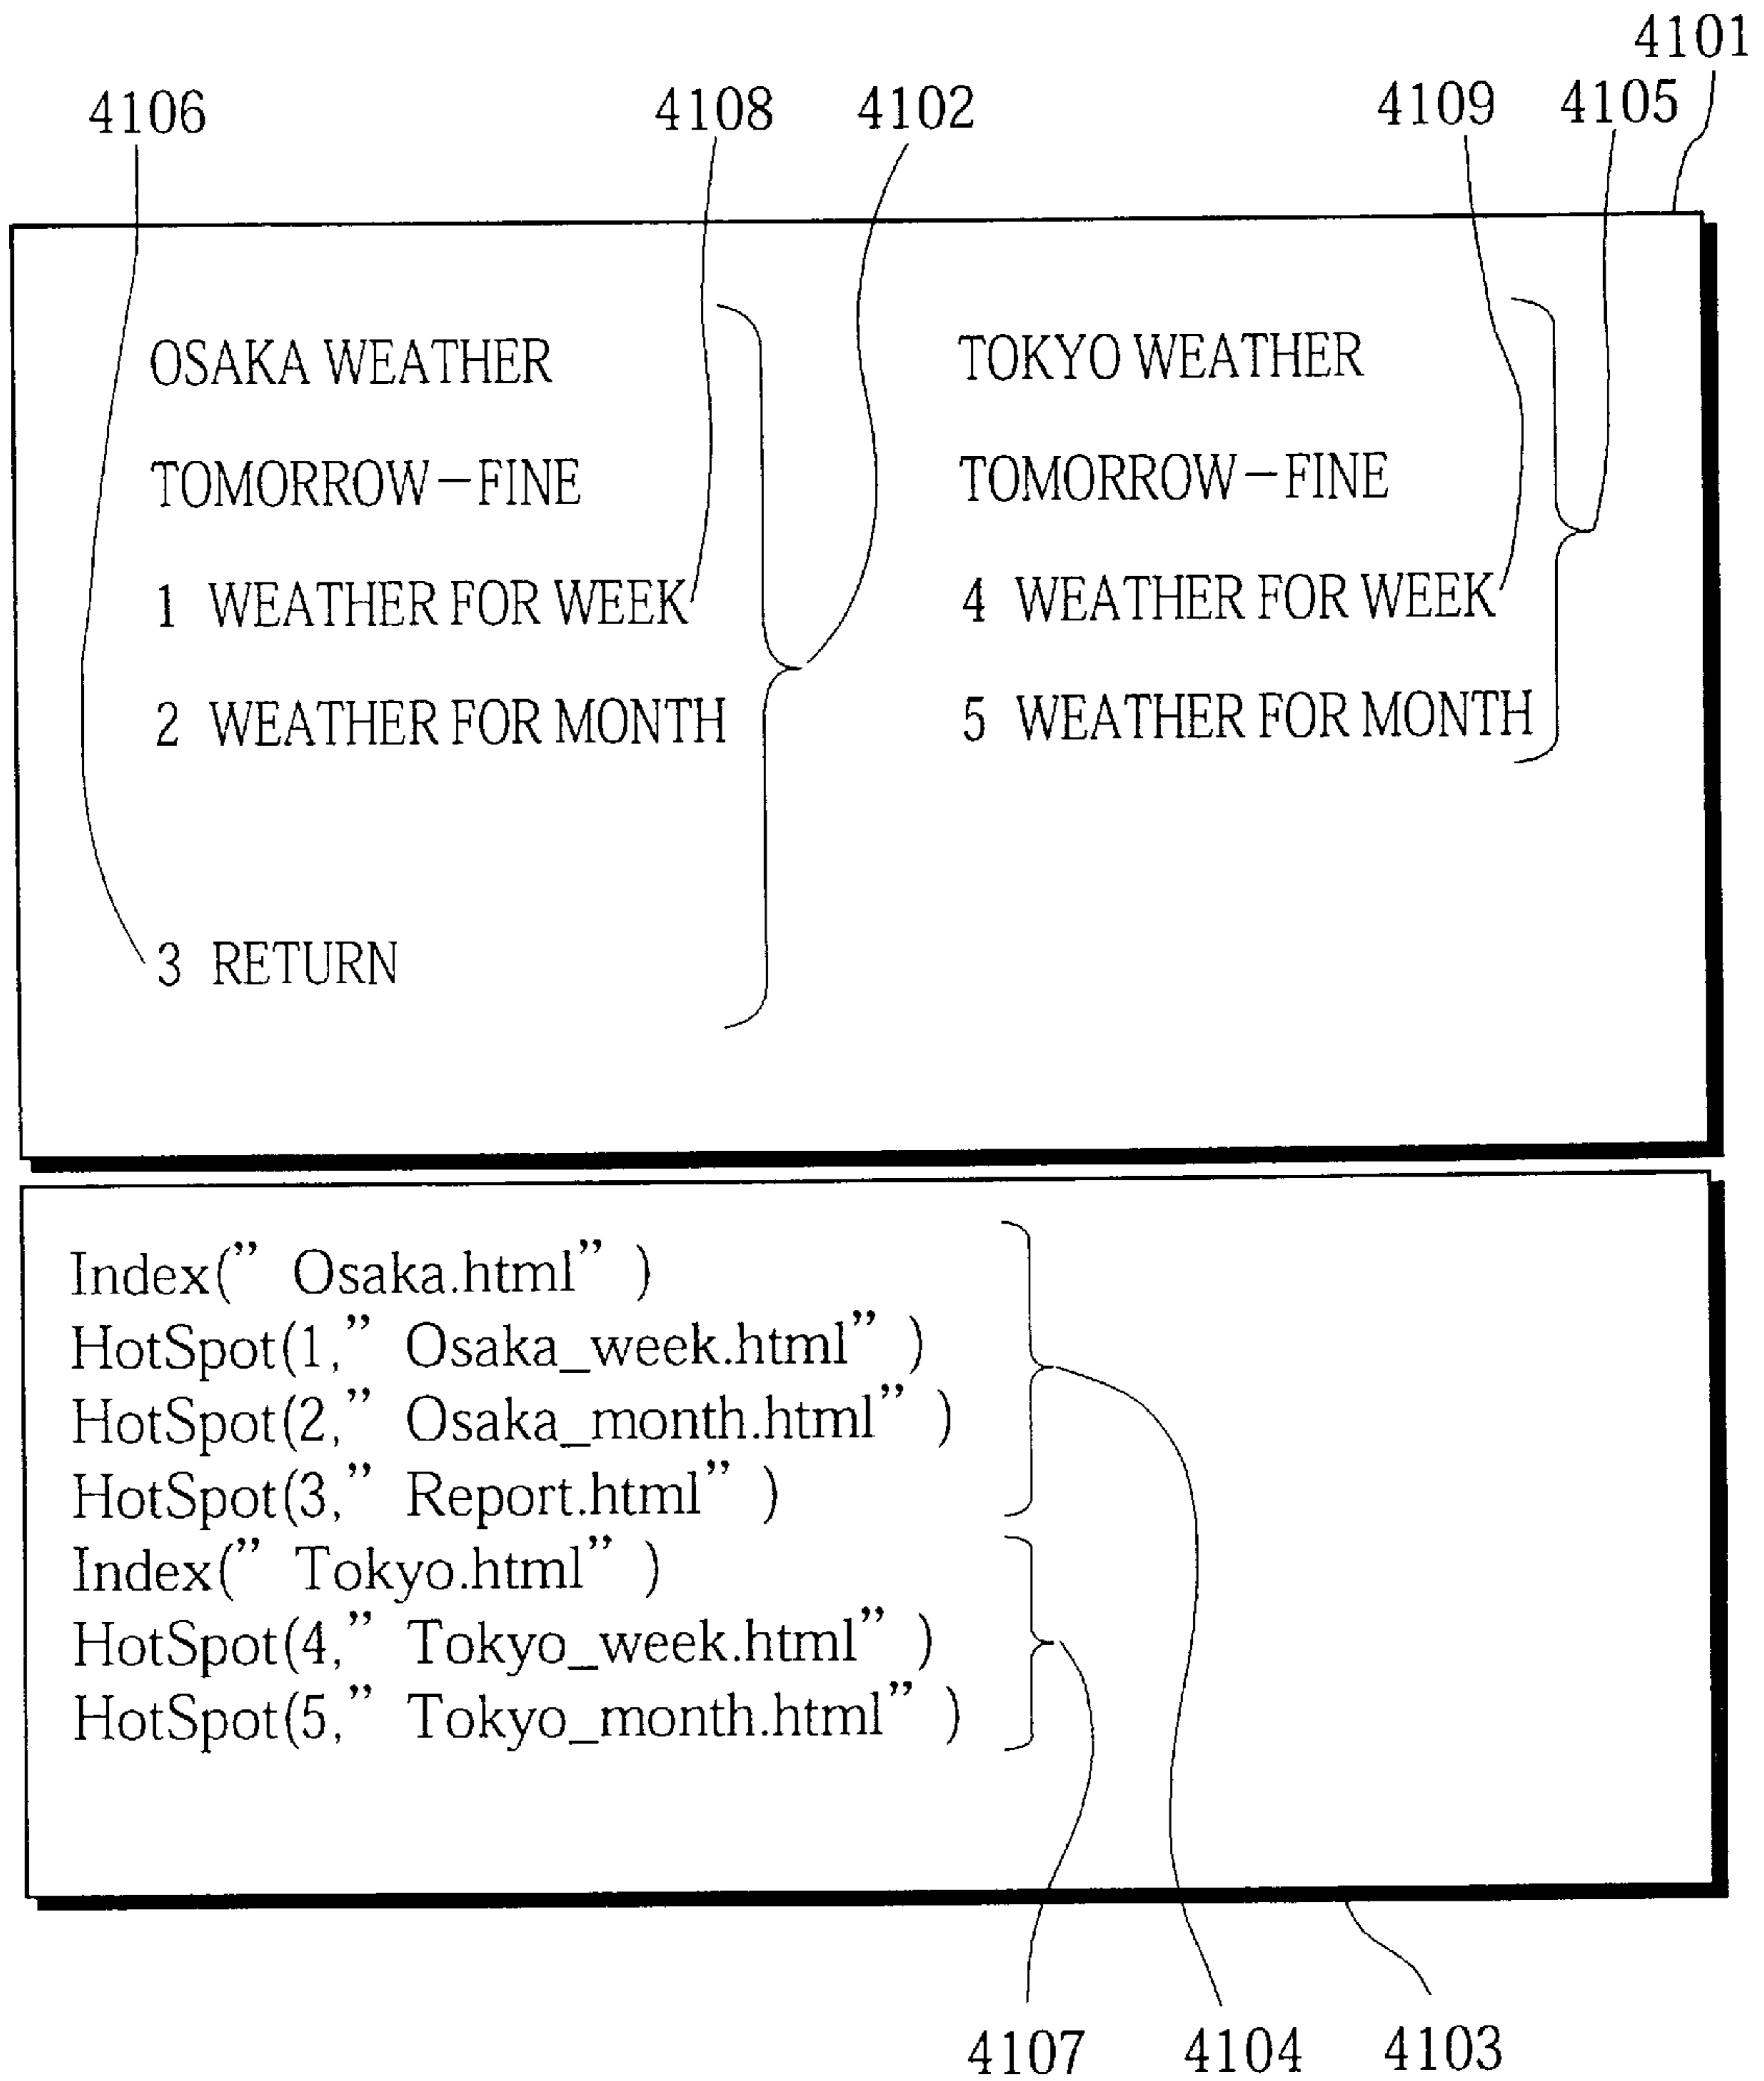 4101
4106 4108 4102 4109 4105
OSAKA WEATHER
TOMORROW-FINE
1 WEATHER FOR WEEK
2 WEATHER FOR MONTH
3 RETURN
TOKYO WEATHER
TOMORROW-FINE
4 WEATHER FOR WEEK
5 WEATHER FOR MONTH
Index(” Osaka.html” )
HotSpot(1,” Osaka_week.html” )
HotSpot(2,” Osaka_month.html” )
HotSpot(3,” Report.html” )
Index(” Tokyo.html” )
HotSpot(4,” Tokyo_week.html” )
HotSpot(5,” Tokyo_month.html” )
4107 4104 4103